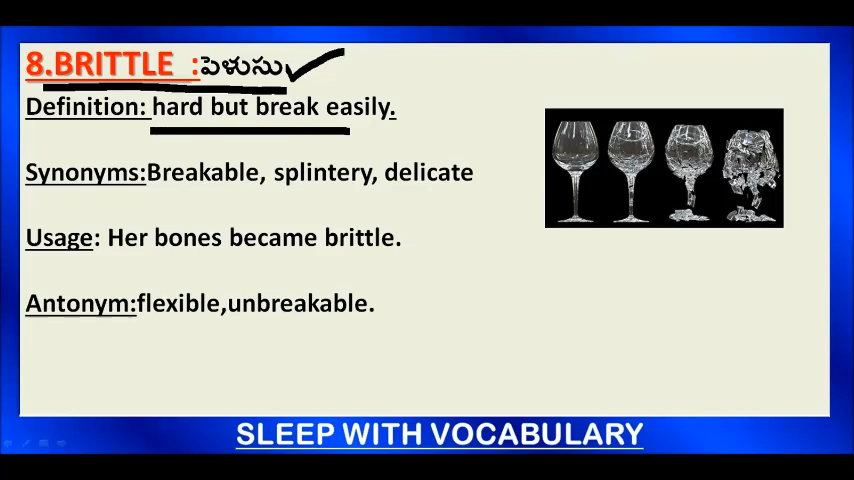 8.BRITTLE :పెళుసు
Definition: hard but break easily.
Synonyms:Breakable, splintery, delicate
Usage: Her bones became brittle.
Antonym:flexible,unbreakable.
SLEEP WITH VOCABULARY